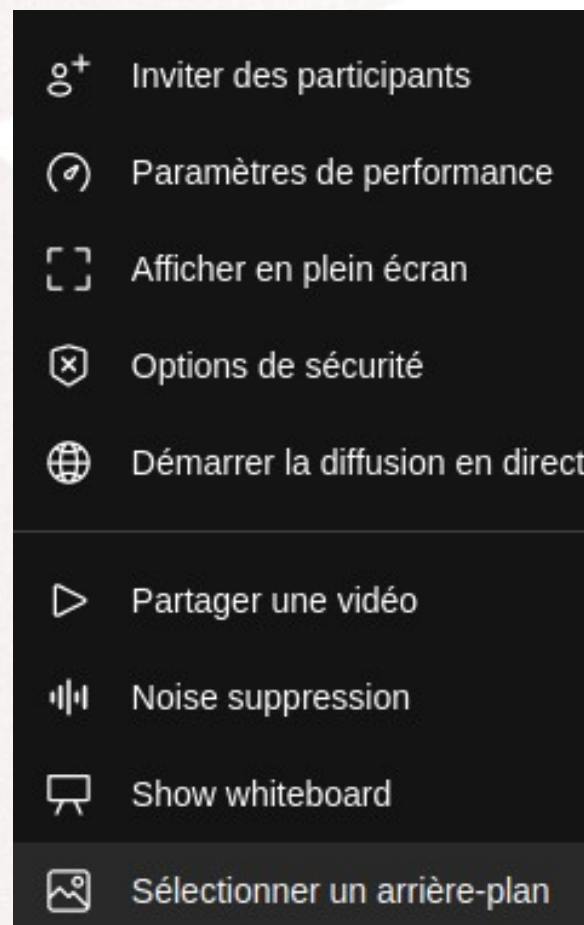 Inviter des participants
Paramètres de performance
Afficher en plein écran
Options de sécurité
Démarrer la diffusion en direct
Partager une vidéo
Noise suppression
Show whiteboard
Sélectionner un arrière-plan